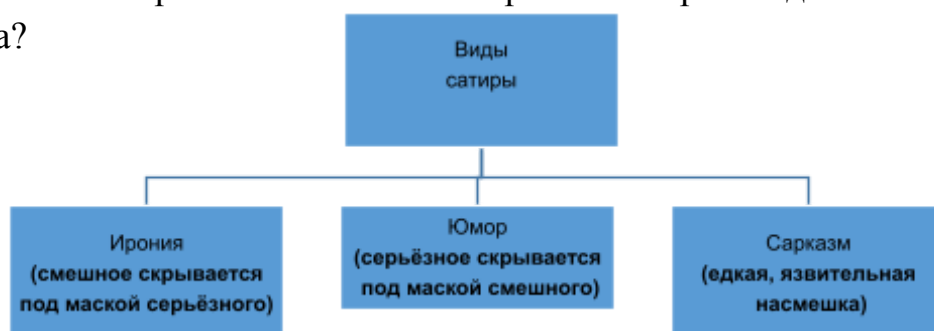 а?
Виды
сатиры
Ирония
(смешное скрывается
под маской серьёзного)
Юмор
(серьёзное скрывается
под маской смешного)
Сарказм
(едкая, язвительная
насмешка)